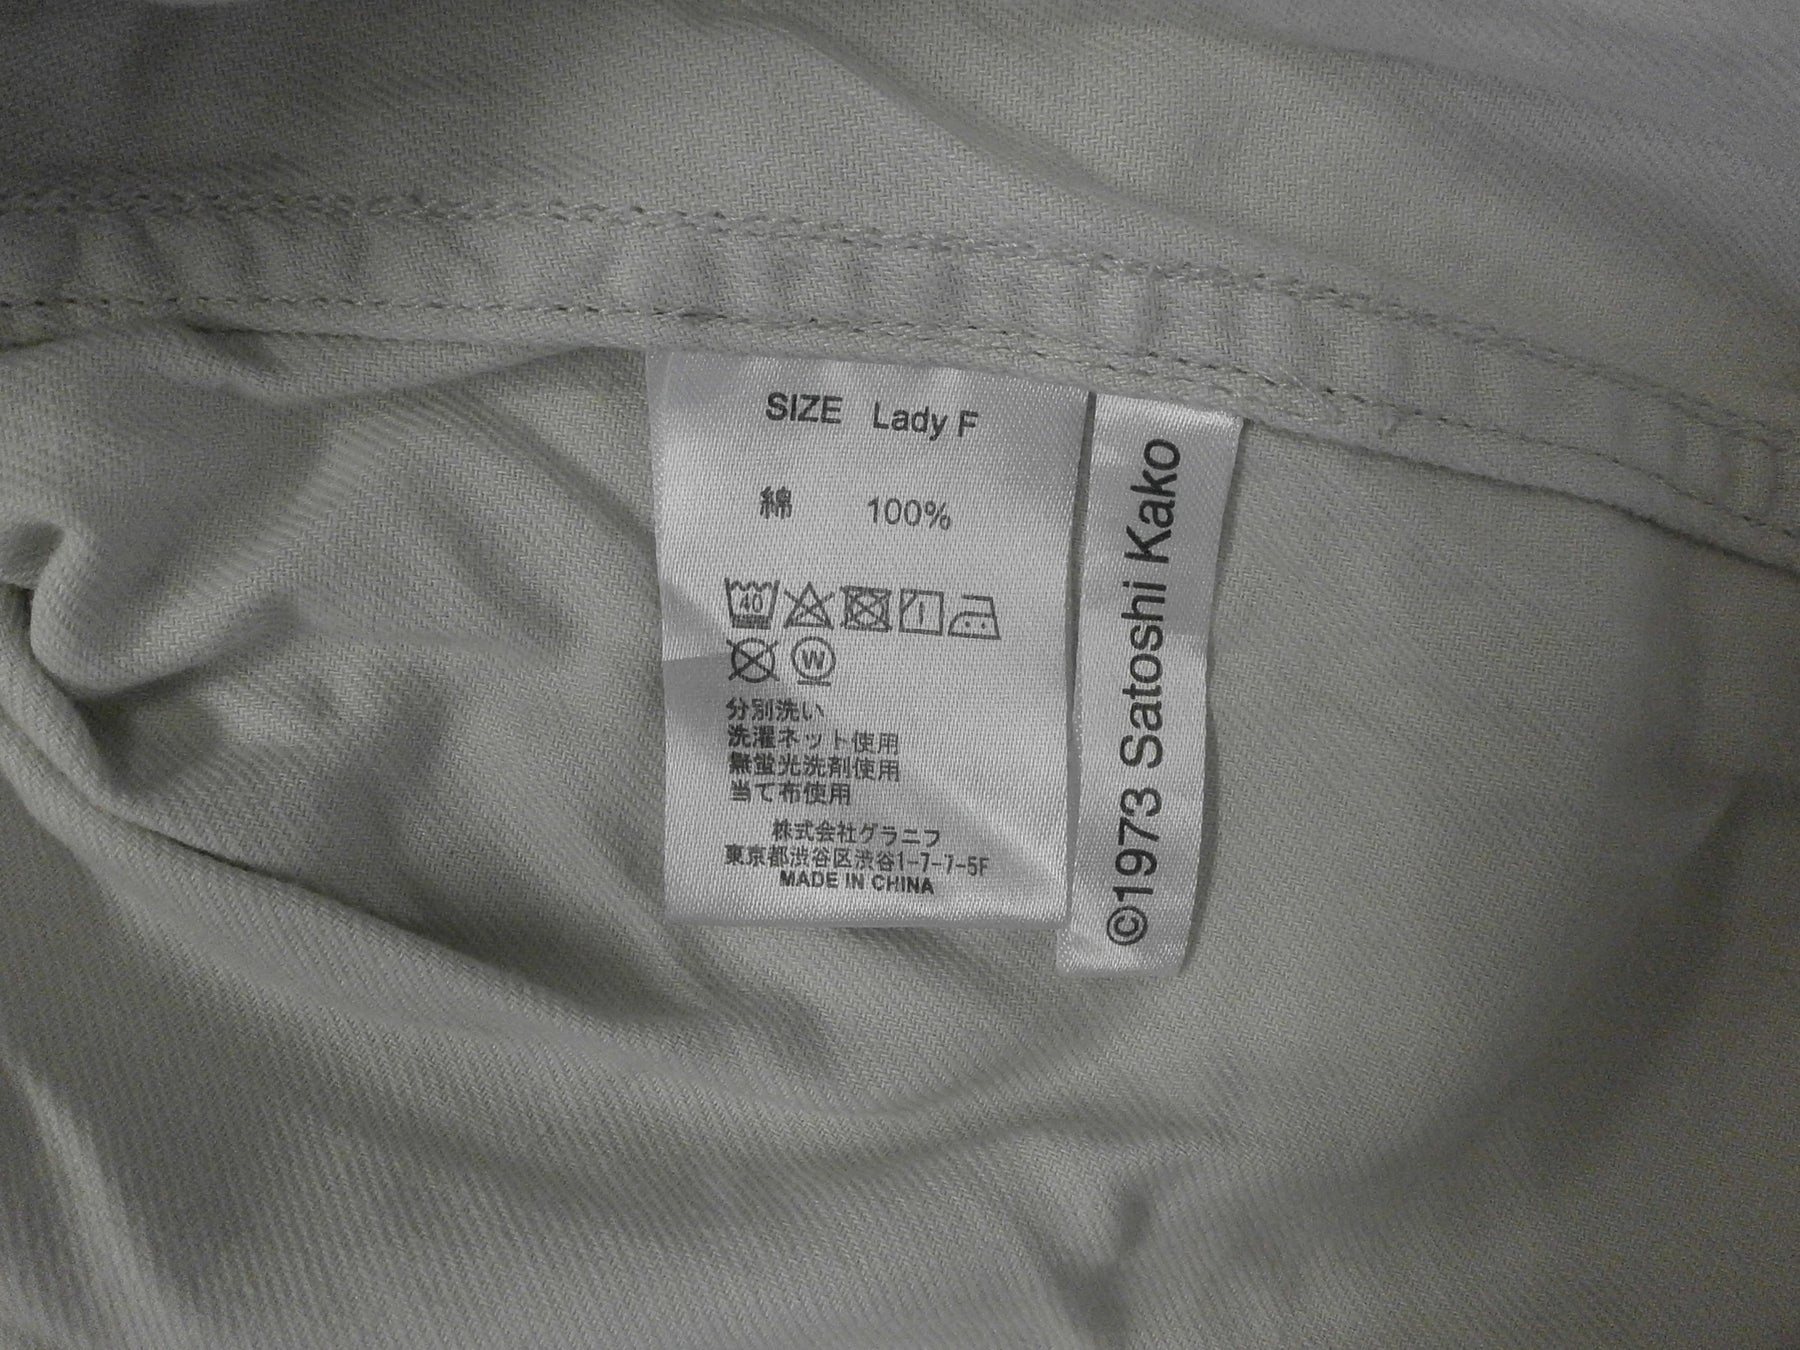 SIZE Lady F
綿 100%
40
W
分別洗い
洗濯ネット使用
無蛍光洗剤使用
当て布使用
株式会社グラニフ
東京都渋谷区渋谷1-7-7-5F
MADE IN CHINA
©1973 Satoshi Kako